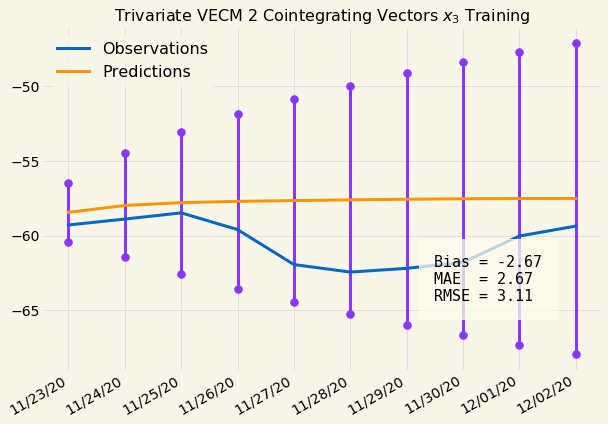 Trivariate VECM 2 Cointegrating Vectors x₃ Training
Observations
Predictions
−50
−55
−60
−65
Bias = -2.67
MAE  = 2.67
RMSE = 3.11
11/23/20
11/24/20
11/25/20
11/26/20
11/27/20
11/28/20
11/29/20
11/30/20
12/01/20
12/02/20